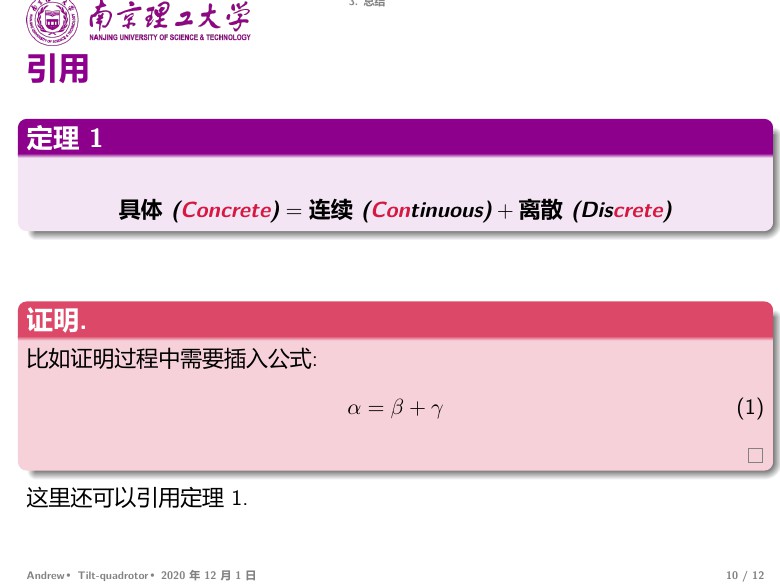 3. 总结
南京理工大学
NANJING UNIVERSITY OF SCIENCE & TECHNOLOGY
引用
定理 1
具体 (Concrete) = 连续 (Continuous) + 离散 (Discrete)
证明.
比如证明过程中需要插入公式:
α = β + γ (1)
□
这里还可以引用定理 1.
Andrew • Tilt-quadrotor • 2020 年 12 月 1 日 10 / 12